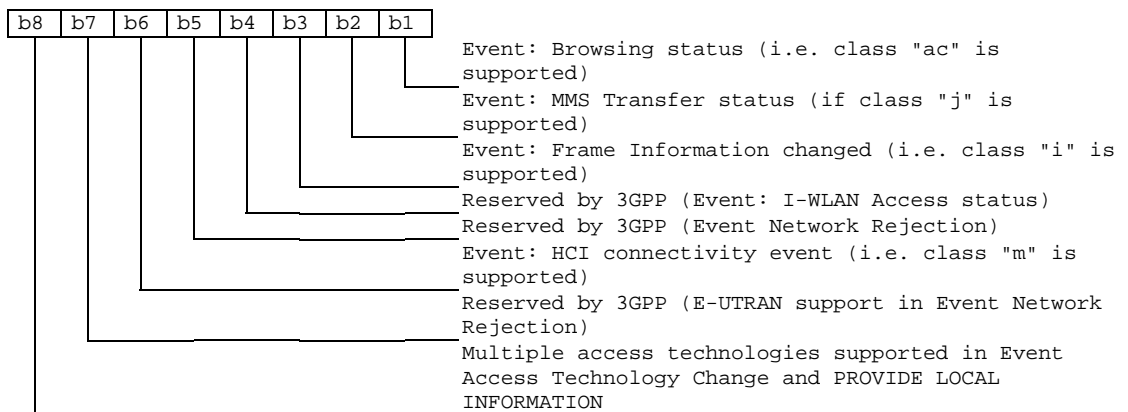 b8 b7 b6 b5 b4 b3 b2 b1
Event: Browsing status (i.e. class "ac" is
supported)
Event: MMS Transfer status (if class "j" is
supported)
Event: Frame Information changed (i.e. class "i" is
supported)
Reserved by 3GPP (Event: I-WLAN Access status)
Reserved by 3GPP (Event Network Rejection)
Event: HCI connectivity event (i.e. class "m" is
supported)
Reserved by 3GPP (E-UTRAN support in Event Network
Rejection)
Multiple access technologies supported in Event
Access Technology Change and PROVIDE LOCAL
INFORMATION